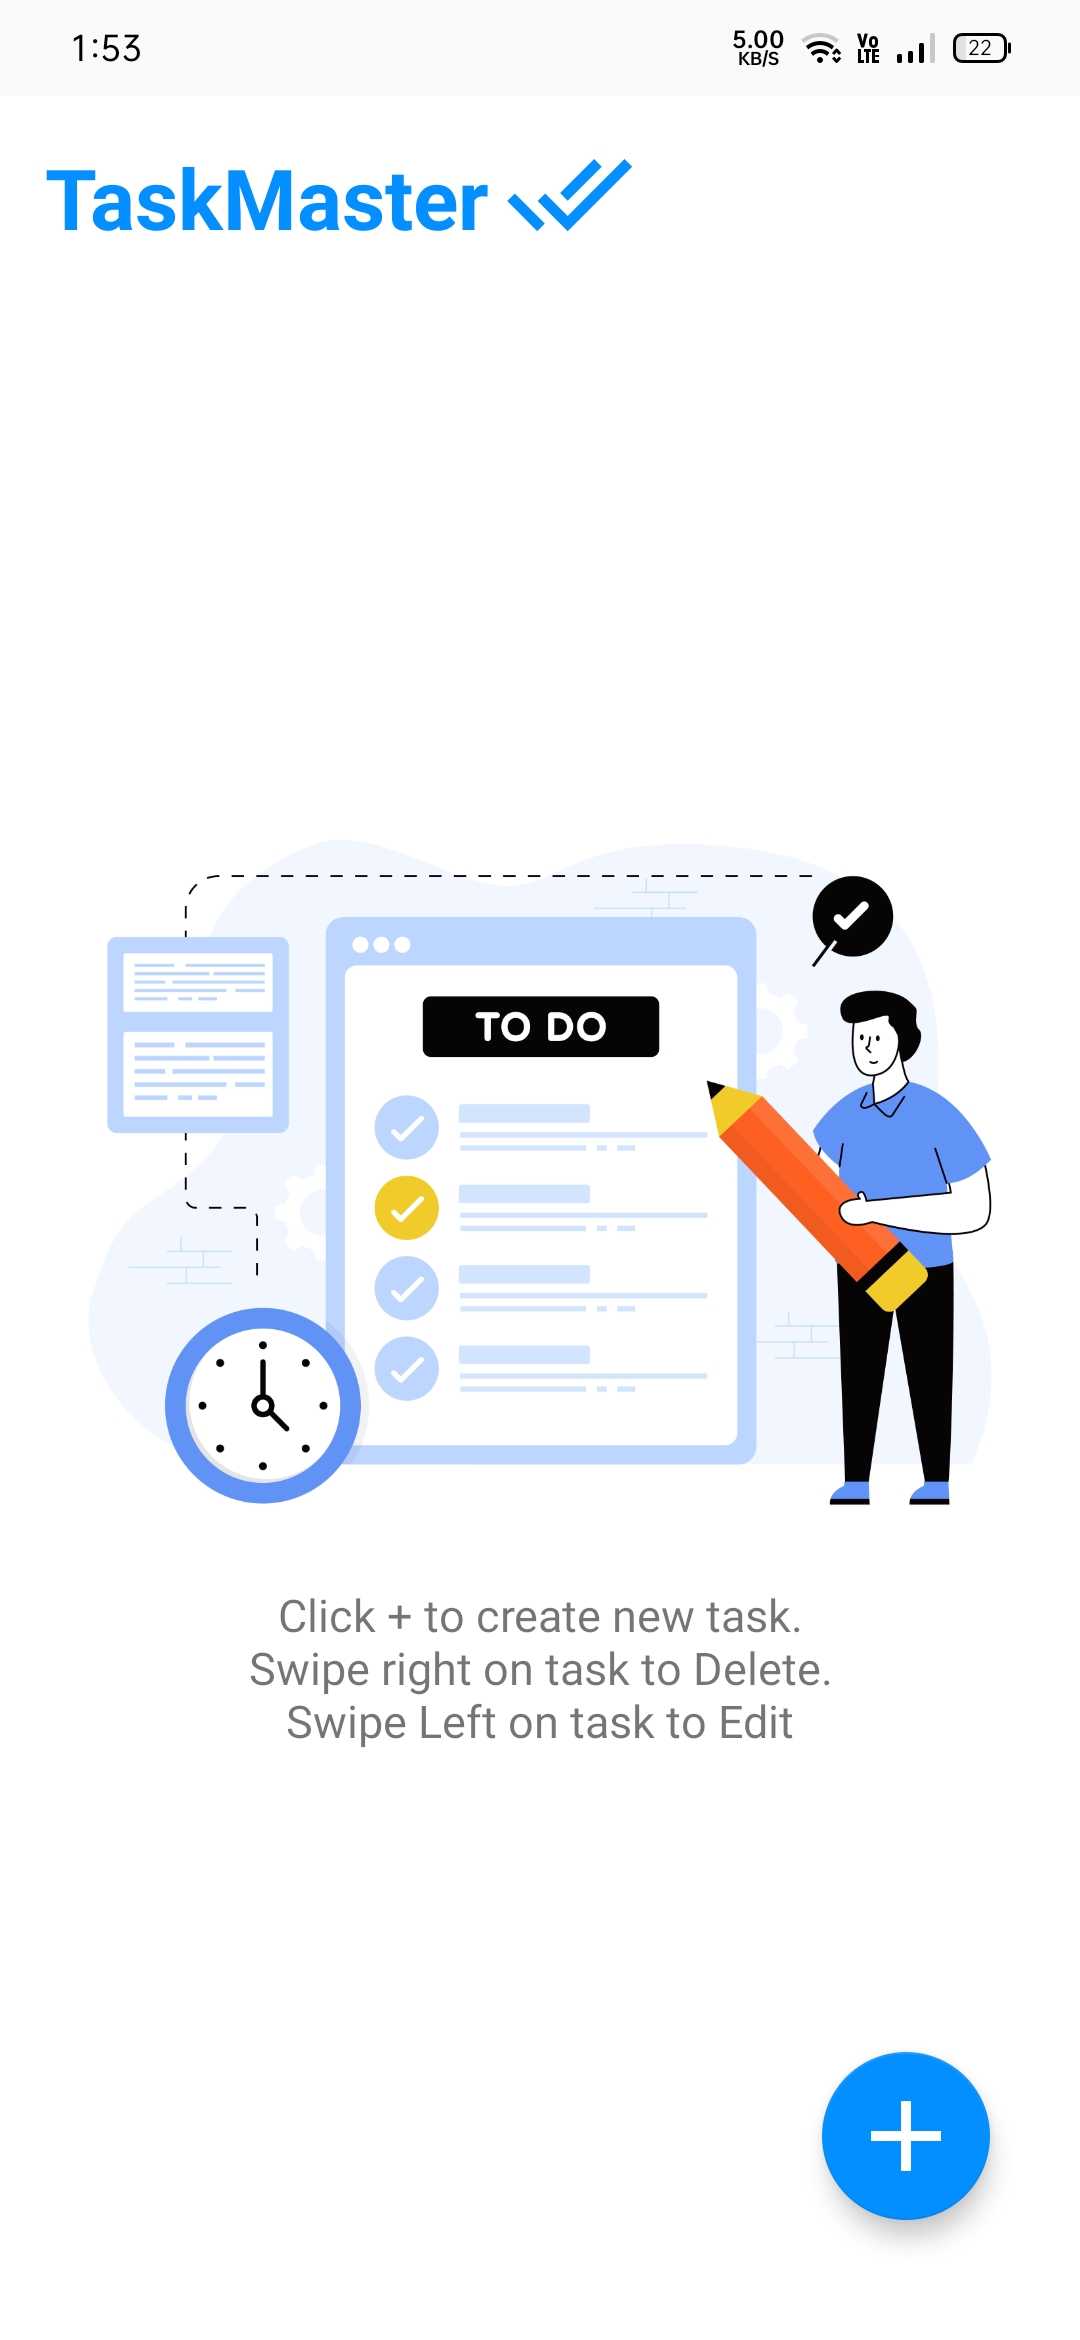 1:53
5.00
KB/S
Vo
LTE
22
TaskMaster
TO DO
Click + to create new task.
Swipe right on task to Delete.
Swipe Left on task to Edit